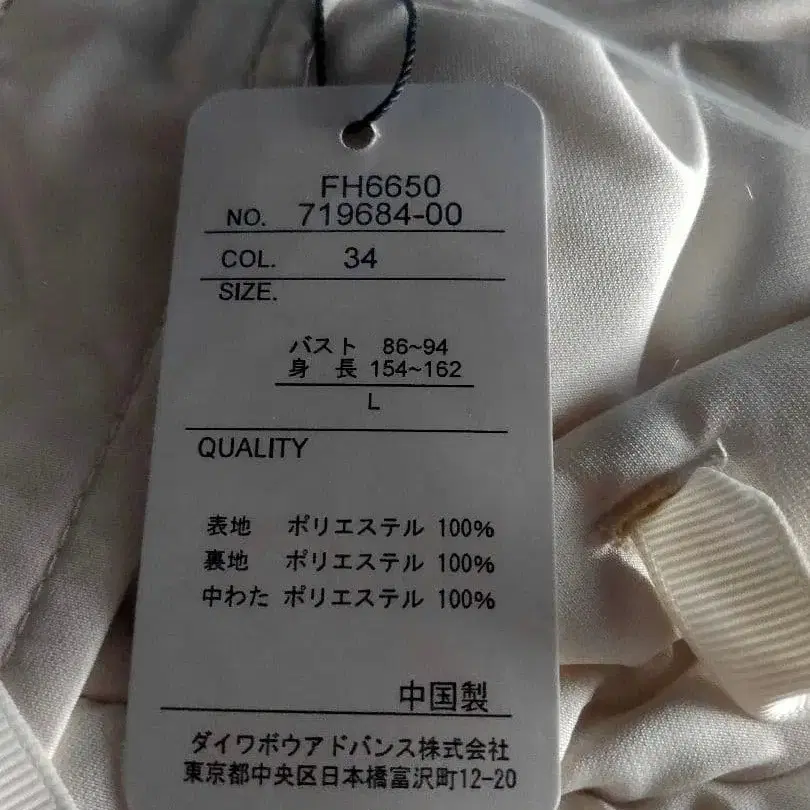 FH6650
NO. 719684-00
COL. 34
SIZE.
バスト 86~94
身 長 154~162
L
QUALITY
表地 ポリエステル 100%
裏地 ポリエステル 100%
中わた ポリエステル 100%
中国製
ダイワボウアドバンス株式会社
東京都中央区日本橋富沢町12-20